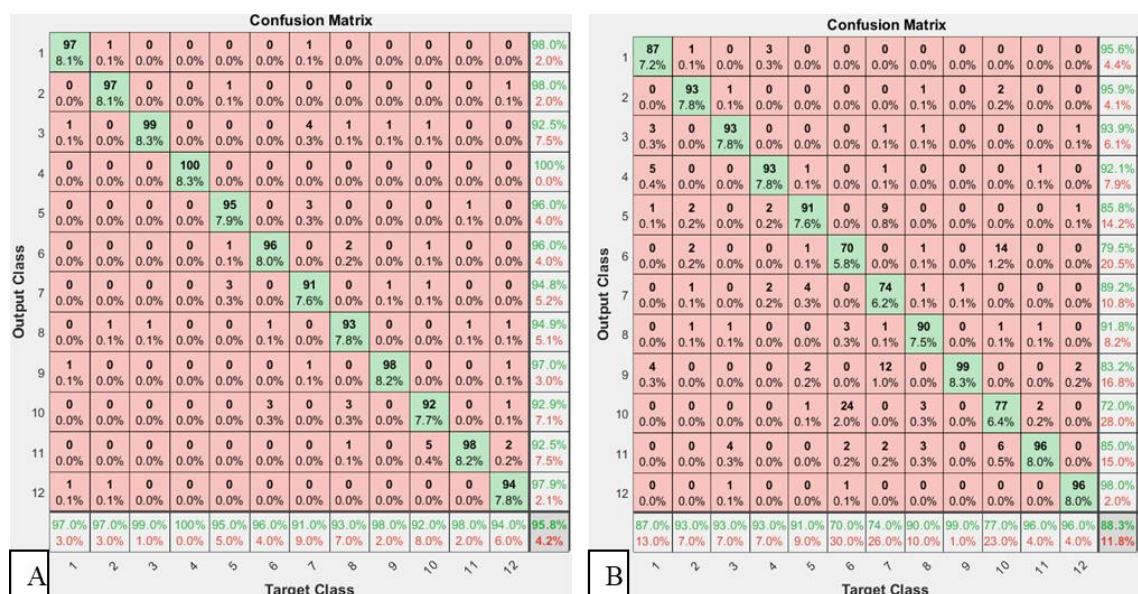 Confusion Matrix
1 97 1 0 0 0 0 1 0 0 0 0 0 98.0%
8.1% 0.1% 0.0% 0.0% 0.0% 0.0% 0.1% 0.0% 0.0% 0.0% 0.0% 0.0% 2.0%
2 0 97 0 0 1 0 0 0 0 0 0 1 98.0%
0.0% 8.1% 0.0% 0.0% 0.1% 0.0% 0.0% 0.0% 0.0% 0.0% 0.0% 0.1% 2.0%
3 1 0 99 0 0 0 4 1 1 1 0 0 92.5%
0.1% 0.0% 8.3% 0.0% 0.0% 0.0% 0.3% 0.1% 0.1% 0.1% 0.0% 0.0% 7.5%
4 0 0 0 100 0 0 0 0 0 0 0 0 100%
0.0% 0.0% 0.0% 8.3% 0.0% 0.0% 0.0% 0.0% 0.0% 0.0% 0.0% 0.0% 0.0%
5 0 0 0 0 95 0 3 0 0 0 1 0 96.0%
0.0% 0.0% 0.0% 0.0% 7.9% 0.0% 0.3% 0.0% 0.0% 0.0% 0.1% 0.0% 4.0%
6 0 0 0 0 1 96 0 2 0 1 0 0 96.0%
0.0% 0.0% 0.0% 0.0% 0.1% 8.0% 0.0% 0.2% 0.0% 0.1% 0.0% 0.0% 4.0%
7 0 0 0 0 3 0 91 0 1 1 0 0 94.8%
0.0% 0.0% 0.0% 0.0% 0.3% 0.0% 7.6% 0.0% 0.1% 0.1% 0.0% 0.0% 5.2%
8 0 1 1 0 0 1 0 93 0 0 1 1 94.9%
0.0% 0.1% 0.1% 0.0% 0.0% 0.1% 0.0% 7.8% 0.0% 0.0% 0.1% 0.1% 5.1%
9 1 0 0 0 0 0 1 0 98 0 0 1 97.0%
0.1% 0.0% 0.0% 0.0% 0.0% 0.0% 0.1% 0.0% 8.2% 0.0% 0.0% 0.1% 3.0%
10 0 0 0 0 0 3 0 3 0 92 0 1 92.9%
0.0% 0.0% 0.0% 0.0% 0.0% 0.3% 0.0% 0.3% 0.0% 7.7% 0.0% 0.1% 7.1%
11 0 0 0 0 0 0 0 1 0 5 98 2 92.5%
0.0% 0.0% 0.0% 0.0% 0.0% 0.0% 0.0% 0.1% 0.0% 0.4% 8.2% 0.2% 7.5%
12 1 1 0 0 0 0 0 0 0 0 0 94 97.9%
0.1% 0.1% 0.0% 0.0% 0.0% 0.0% 0.0% 0.0% 0.0% 0.0% 0.0% 7.8% 2.1%
97.0% 97.0% 99.0% 100% 95.0% 96.0% 91.0% 93.0% 98.0% 92.0% 98.0% 94.0% 95.8%
3.0% 3.0% 1.0% 0.0% 5.0% 4.0% 9.0% 7.0% 2.0% 8.0% 2.0% 6.0% 4.2%
1 2 3 4 5 6 7 8 9 10 11 12
Output Class
Target Class
A
Confusion Matrix
1 87 1 0 3 0 0 0 0 0 0 0 0 95.6%
7.2% 0.1% 0.0% 0.3% 0.0% 0.0% 0.0% 0.0% 0.0% 0.0% 0.0% 0.0% 4.4%
2 0 93 1 0 0 0 0 1 0 2 0 0 95.9%
0.0% 7.8% 0.1% 0.0% 0.0% 0.0% 0.0% 0.1% 0.0% 0.2% 0.0% 0.0% 4.1%
3 3 0 93 0 0 0 1 1 0 0 0 1 93.9%
0.3% 0.0% 7.8% 0.0% 0.0% 0.0% 0.1% 0.1% 0.0% 0.0% 0.0% 0.1% 6.1%
4 5 0 0 93 1 0 1 0 0 0 1 0 92.1%
0.4% 0.0% 0.0% 7.8% 0.1% 0.0% 0.1% 0.0% 0.0% 0.0% 0.1% 0.0% 7.9%
5 1 2 0 2 91 0 9 0 0 0 0 1 85.8%
0.1% 0.2% 0.0% 0.2% 7.6% 0.0% 0.8% 0.0% 0.0% 0.0% 0.0% 0.1% 14.2%
6 0 2 0 0 1 70 0 1 0 14 0 0 79.5%
0.0% 0.2% 0.0% 0.0% 0.1% 5.8% 0.0% 0.1% 0.0% 1.2% 0.0% 0.0% 20.5%
7 0 1 0 2 4 0 74 1 1 0 0 0 89.2%
0.0% 0.1% 0.0% 0.2% 0.3% 0.0% 6.2% 0.1% 0.1% 0.0% 0.0% 0.0% 10.8%
8 0 1 1 0 0 3 1 90 0 1 1 0 91.8%
0.0% 0.1% 0.1% 0.0% 0.0% 0.3% 0.1% 7.5% 0.0% 0.1% 0.1% 0.0% 8.2%
9 4 0 0 0 2 0 12 0 99 0 0 2 83.2%
0.3% 0.0% 0.0% 0.0% 0.2% 0.0% 1.0% 0.0% 8.3% 0.0% 0.0% 0.2% 16.8%
10 0 0 0 0 1 24 0 3 0 77 2 0 72.0%
0.0% 0.0% 0.0% 0.0% 0.1% 2.0% 0.0% 0.3% 0.0% 6.4% 0.2% 0.0% 28.0%
11 0 0 4 0 0 2 2 3 0 6 96 0 85.0%
0.0% 0.0% 0.3% 0.0% 0.0% 0.2% 0.2% 0.3% 0.0% 0.5% 8.0% 0.0% 15.0%
12 0 0 1 0 0 1 0 0 0 0 0 96 98.0%
0.0% 0.0% 0.1% 0.0% 0.0% 0.1% 0.0% 0.0% 0.0% 0.0% 0.0% 8.0% 2.0%
87.0% 93.0% 93.0% 93.0% 91.0% 70.0% 74.0% 90.0% 99.0% 77.0% 96.0% 96.0% 88.3%
13.0% 7.0% 7.0% 7.0% 9.0% 30.0% 26.0% 10.0% 1.0% 23.0% 4.0% 4.0% 11.8%
1 2 3 4 5 6 7 8 9 10 11 12
Output Class
Target Class
B